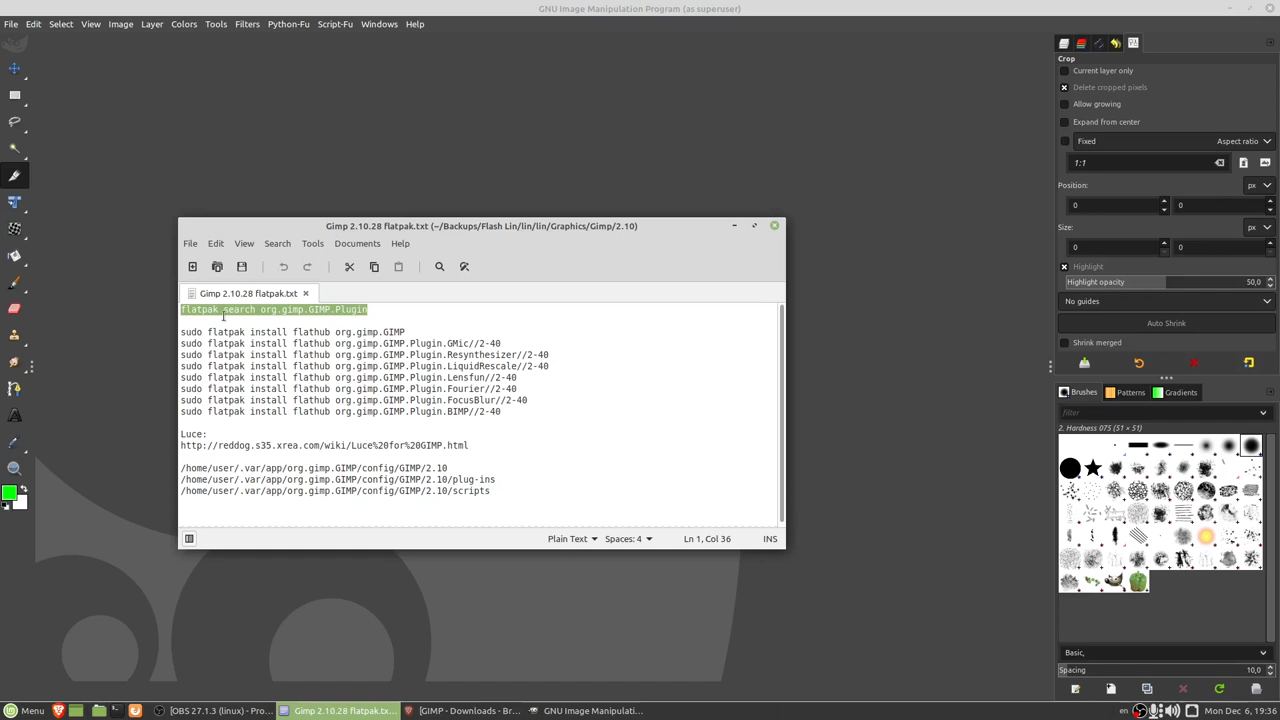 GNU Image Manipulation Program (as superuser)
File Edit Select View Image Layer Colors Tools Filters Python-Fu Script-Fu Windows Help
Crop
Current layer only
Delete cropped pixels
Allow growing
Expand from center
Fixed Aspect ratio
1:1
Position: px
0 0
Size: px
0 0
Highlight
Highlight opacity 50,0
No guides
Auto Shrink
Shrink merged
Brushes Patterns Gradients
filter
2. Hardness 075 (51 × 51)
Basic,
Spacing 10,0
Gimp 2.10.28 flatpak.txt (~/Backups/Flash Lin/lin/lin/Graphics/Gimp/2.10)
File Edit View Search Tools Documents Help
Gimp 2.10.28 flatpak.txt
flatpak search org.gimp.GIMP.Plugin
sudo flatpak install flathub org.gimp.GIMP
sudo flatpak install flathub org.gimp.GIMP.Plugin.GMic//2-40
sudo flatpak install flathub org.gimp.GIMP.Plugin.Resynthesizer//2-40
sudo flatpak install flathub org.gimp.GIMP.Plugin.LiquidRescale//2-40
sudo flatpak install flathub org.gimp.GIMP.Plugin.Lensfun//2-40
sudo flatpak install flathub org.gimp.GIMP.Plugin.Fourier//2-40
sudo flatpak install flathub org.gimp.GIMP.Plugin.FocusBlur//2-40
sudo flatpak install flathub org.gimp.GIMP.Plugin.BIMP//2-40
Luce:
http://reddog.s35.xrea.com/wiki/Luce%20for%20GIMP.html
/home/user/.var/app/org.gimp.GIMP/config/GIMP/2.10
/home/user/.var/app/org.gimp.GIMP/config/GIMP/2.10/plug-ins
/home/user/.var/app/org.gimp.GIMP/config/GIMP/2.10/scripts
Plain Text Spaces: 4 Ln 1, Col 36 INS
Menu [OBS 27.1.3 (linux) - Pro... Gimp 2.10.28 flatpak.tx... [GIMP - Downloads - Br... GNU Image Manipulati... en Mon Dec 6, 19:36